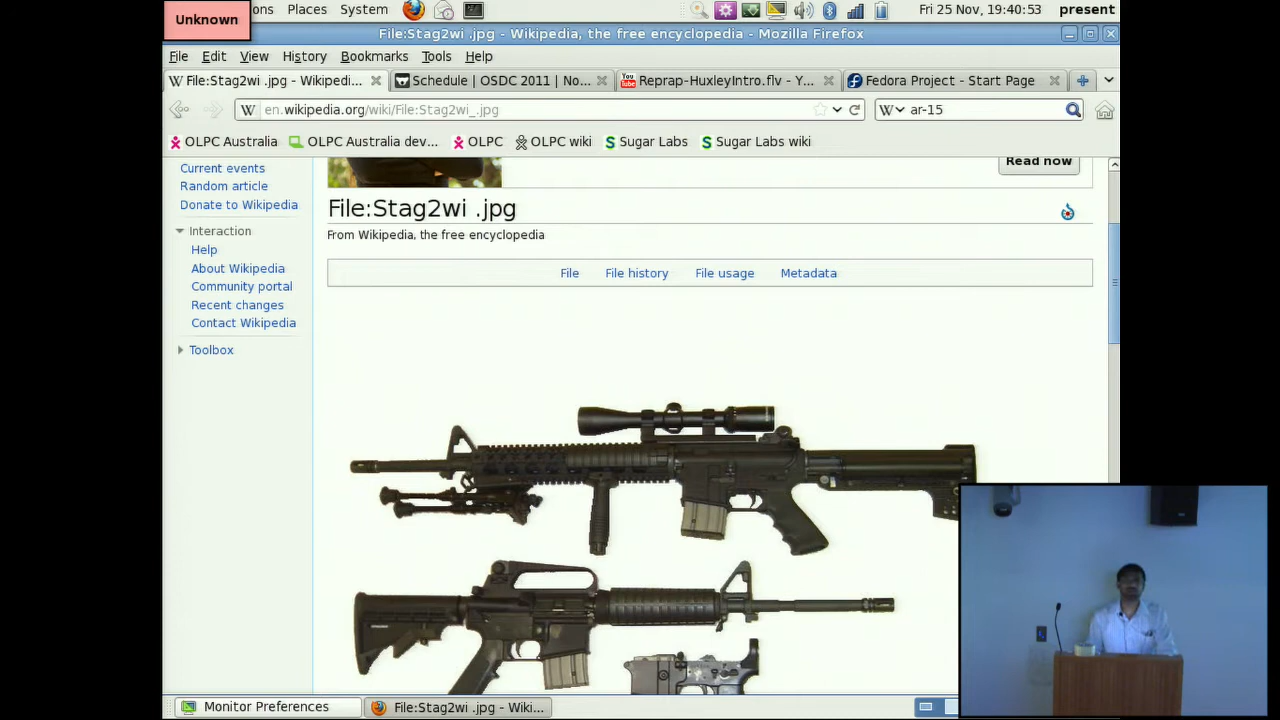 Unknown
ons Places System Fri 25 Nov, 19:40:53 present
File:Stag2wi .jpg - Wikipedia, the free encyclopedia - Mozilla Firefox
File Edit View History Bookmarks Tools Help
W File:Stag2wi .jpg - Wikipedi... Schedule | OSDC 2011 | No... You Tube Reprap-HuxleyIntro.flv - Y... Fedora Project - Start Page
W en.wikipedia.org/wiki/File:Stag2wi_.jpg W ar-15
OLPC Australia OLPC Australia dev... OLPC OLPC wiki Sugar Labs Sugar Labs wiki
Current events
Random article
Donate to Wikipedia
Interaction
Help
About Wikipedia
Community portal
Recent changes
Contact Wikipedia
Toolbox
Read now
File:Stag2wi .jpg
From Wikipedia, the free encyclopedia
File File history File usage Metadata
Monitor Preferences File:Stag2wi .jpg - Wiki...